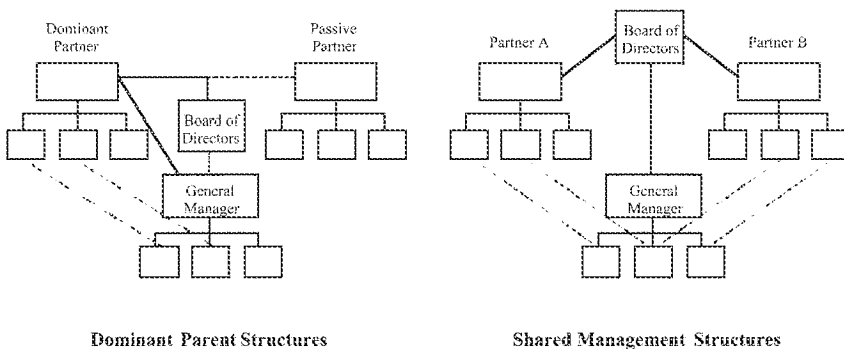 Dominant
Partner
Passive
Partner
Board of
Directors
General
Manager
Dominant Parent Structures
Board of
Directors
Partner A
Partner B
General
Manager
Shared Management Structures